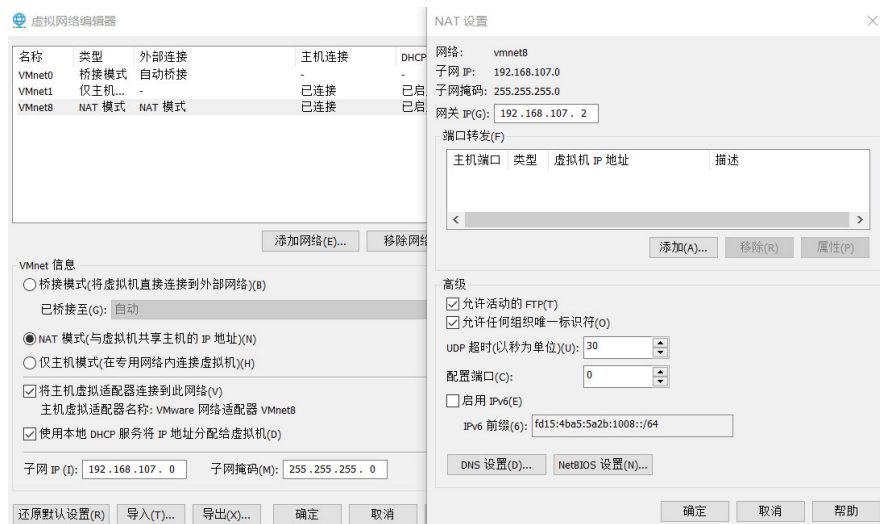 虚拟网络编辑器
名称 类型 外部连接 主机连接 DHCP
VMnet0 桥接模式 自动桥接 - -
VMnet1 仅主机... - 已连接 已启
VMnet8 NAT 模式 NAT 模式 已连接 已启
添加网络(E)... 移除网络
VMnet 信息
桥接模式(将虚拟机直接连接到外部网络)(B)
已桥接至(G): 自动
NAT 模式(与虚拟机共享主机的 IP 地址)(N)
仅主机模式(在专用网络内连接虚拟机)(H)
将主机虚拟适配器连接到此网络(V)
主机虚拟适配器名称: VMware 网络适配器 VMnet8
使用本地 DHCP 服务将 IP 地址分配给虚拟机(D)
子网 IP (I): 192.168.107. 0 子网掩码(M): 255.255.255. 0
还原默认设置(R) 导入(T)... 导出(X)... 确定 取消
NAT 设置
网络: vmnet8
子网 IP: 192.168.107.0
子网掩码: 255.255.255.0
网关 IP(G): 192.168.107. 2
端口转发(F)
主机端口 类型 虚拟机 IP 地址 描述
添加(A)... 移除(R) 属性(P)
高级
允许活动的 FTP(T)
允许任何组织唯一标识符(O)
UDP 超时(以秒为单位)(U): 30
配置端口(C): 0
启用 IPv6(E)
IPv6 前缀(6): fd15:4ba5:5a2b:1008::/64
DNS 设置(D)... NetBIOS 设置(N)...
确定 取消 帮助